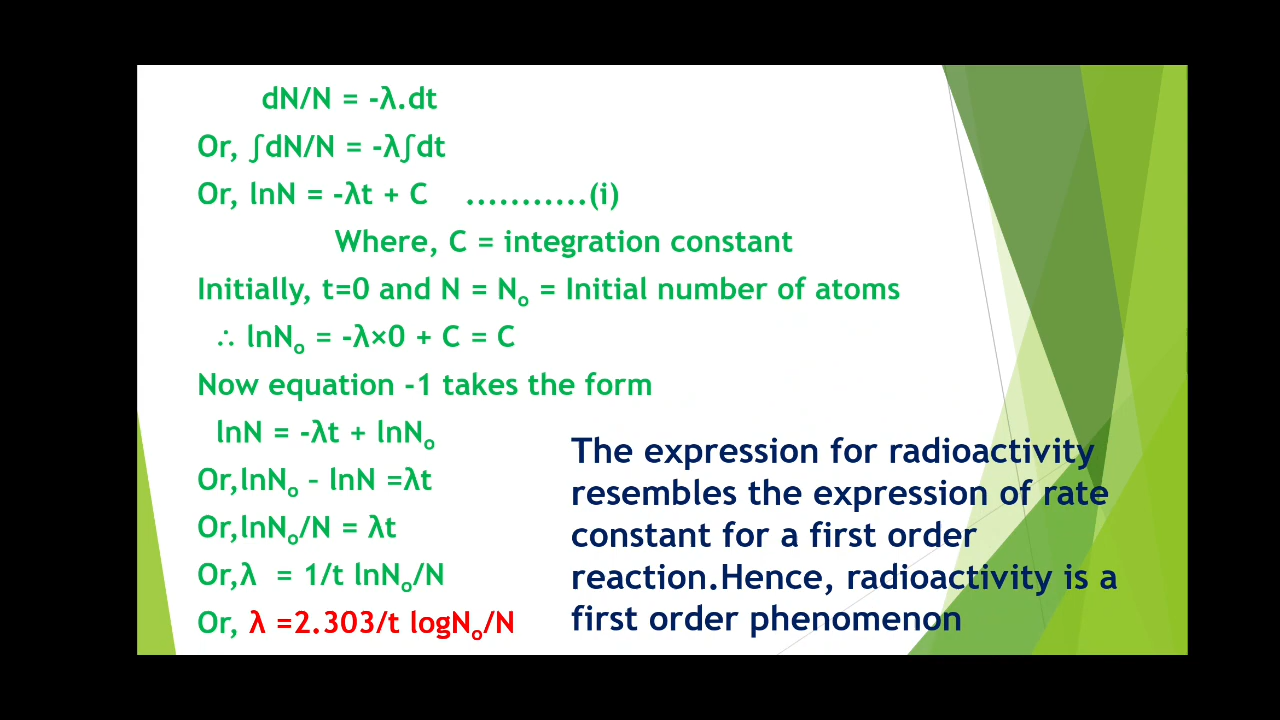 dN/N = -λ.dt
Or, ∫dN/N = -λ∫dt
Or, lnN = -λt + C ...........(i)
Where, C = integration constant
Initially, t=0 and N = Nₒ = Initial number of atoms
∴ lnNₒ = -λ×0 + C = C
Now equation -1 takes the form
lnN = -λt + lnNₒ
Or,lnNₒ – lnN =λt
Or,lnNₒ/N = λt
Or,λ = 1/t lnNₒ/N
Or, λ =2.303/t logNₒ/N
The expression for radioactivity
resembles the expression of rate
constant for a first order
reaction.Hence, radioactivity is a
first order phenomenon